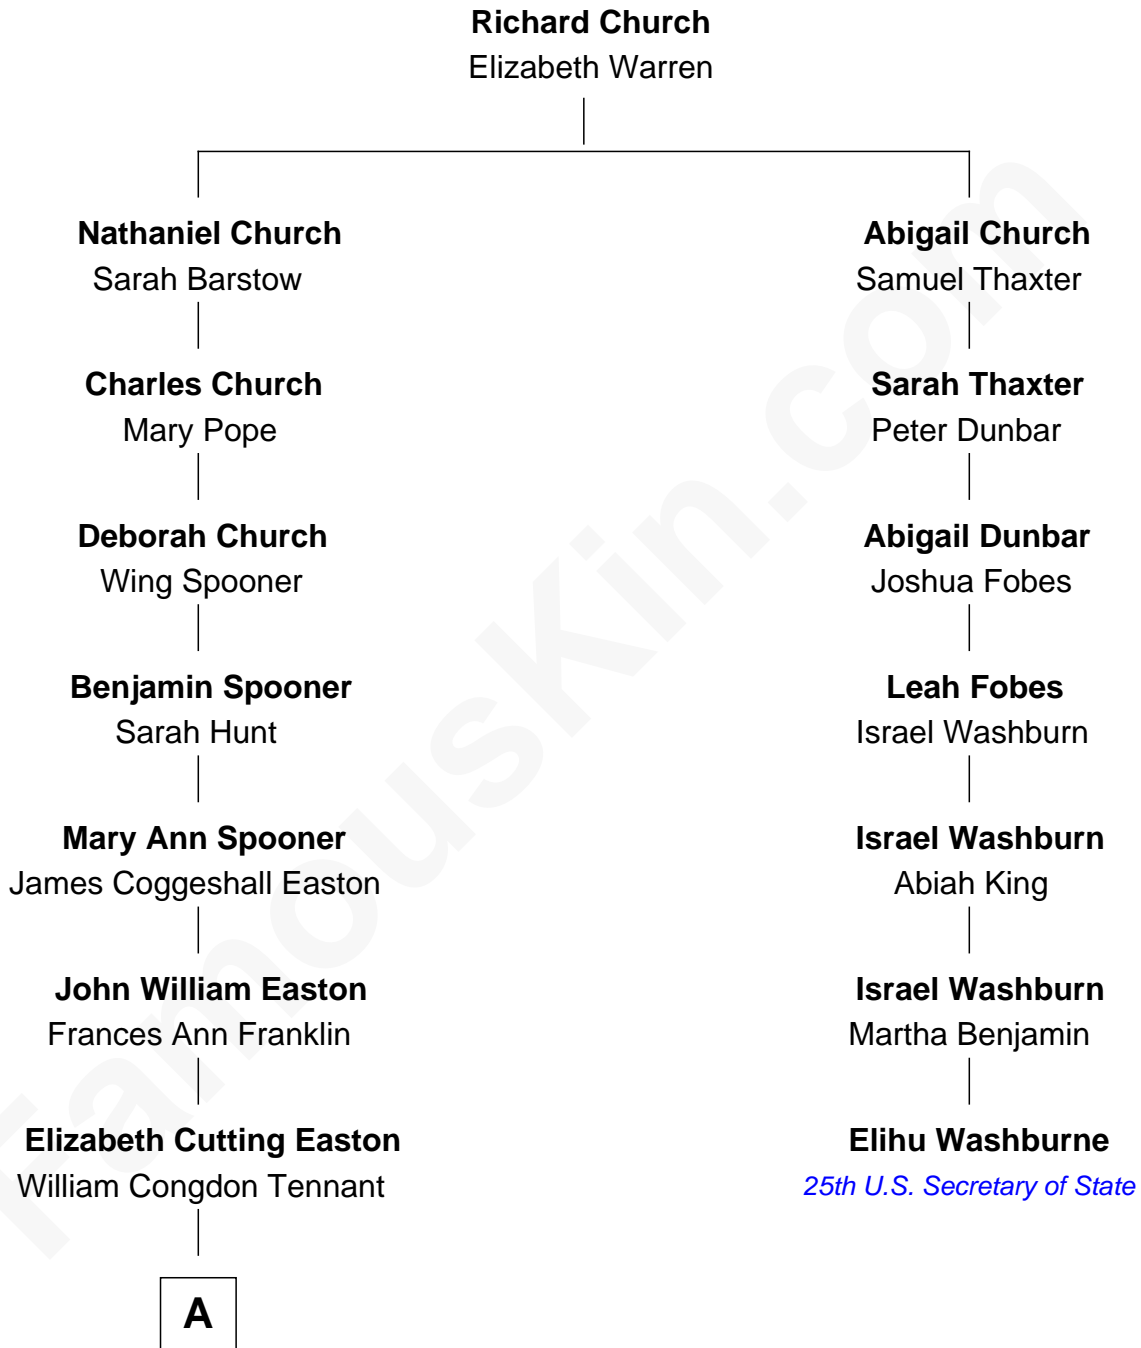 Richard Church
Elizabeth Warren
Nathaniel Church
Sarah Barstow
Abigail Church
Samuel Thaxter
Charles Church
Mary Pope
Sarah Thaxter
Peter Dunbar
Deborah Church
Wing Spooner
Abigail Dunbar
Joshua Fobes
Benjamin Spooner
Sarah Hunt
Leah Fobes
Israel Washburn
Mary Ann Spooner
James Coggeshall Easton
Israel Washburn
Abiah King
John William Easton
Frances Ann Franklin
Israel Washburn
Martha Benjamin
Elizabeth Cutting Easton
William Congdon Tennant
Elihu Washburne
25th U.S. Secretary of State
A
FamousKin.com